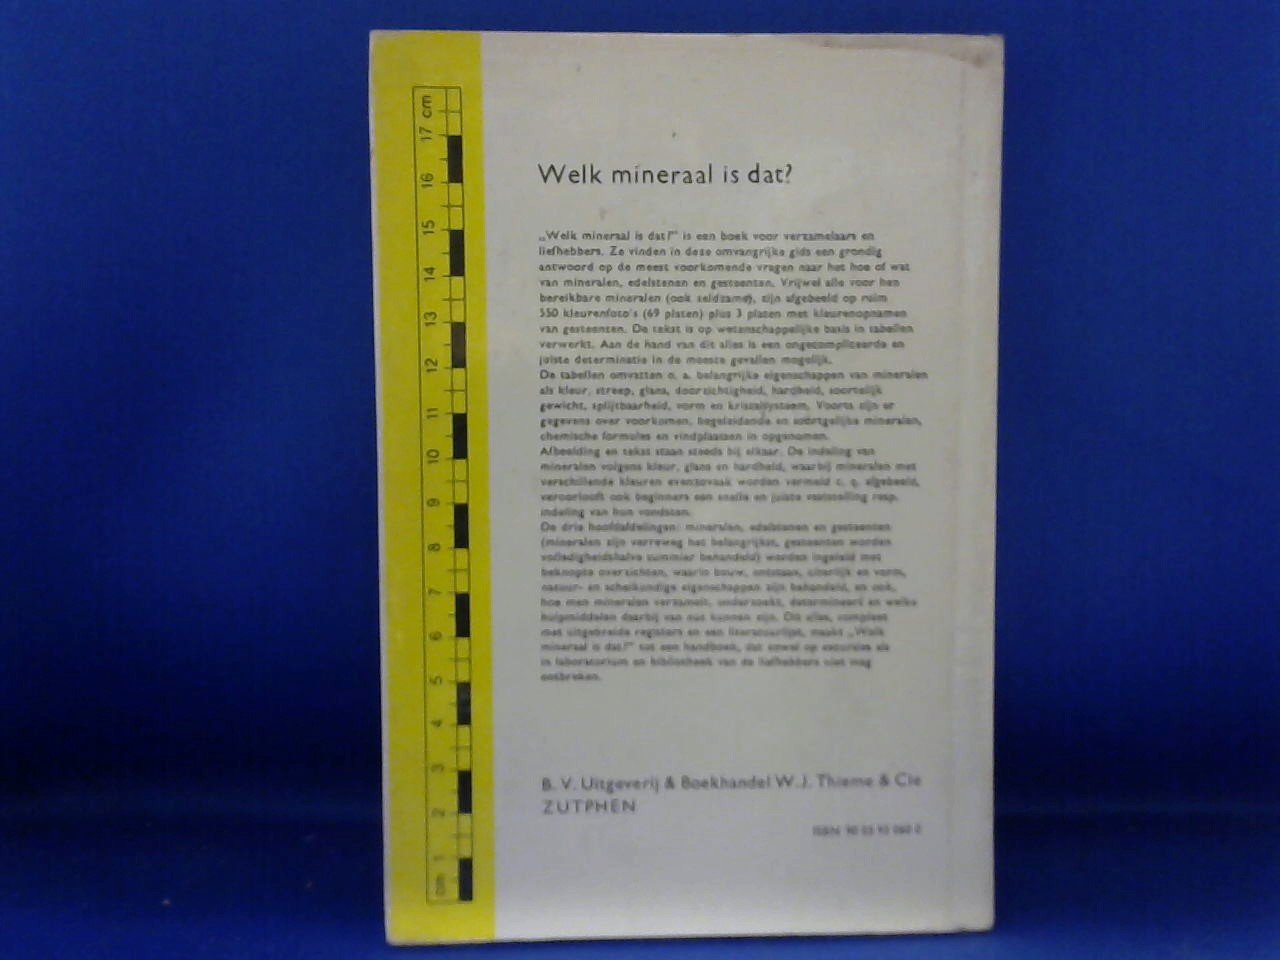 Welk mineraal is dat?
„Welk mineraal is dat?" is een boek voor verzamelaars en
liefhebbers. Ze vinden in deze omvangrijke gids een grondig
antwoord op de meest voorkomende vragen naar het hoe of wat
van mineralen, edelstenen en gesteenten. Vrijwel alle voor hen
bereikbare mineralen (ook zeldzame), zijn afgebeeld op ruim
550 kleurenfoto's (69 platen) plus 3 platen met kleurenopnamen
van gesteenten. De tekst is op wetenschappelijke basis in tabellen
verwerkt. Aan de hand van dit alles is een ongecompliceerde en
juiste determinatie in de meeste gevallen mogelijk.
De tabellen omvatten o. a. belangrijke eigenschappen van mineralen
als kleur, streep, glans, doorzichtigheid, hardheid, soortelijk
gewicht, splijtbaarheid, vorm en kristalsysteem. Voorts zijn er
gegevens over voorkomen, begeleidende en soortgelijke mineralen,
chemische formules en vindplaatsen in opgenomen.
Afbeelding en tekst staan steeds bij elkaar. De indeling van
mineralen volgens kleur, glans en hardheid, waarbij mineralen met
verschillende kleuren evenzovaak worden vermeld c. q. afgebeeld,
veroorlooft ook beginners een snelle en juiste vaststelling resp.
indeling van hun vondsten.
De drie hoofdafdelingen: mineralen, edelstenen en gesteenten
(mineralen zijn verreweg het belangrijkst, gesteenten worden
volledigheidshalve summier behandeld) worden ingeleid met
beknopte overzichten, waarin bouw, ontstaan, uiterlijk en vorm,
natuur- en scheikundige eigenschappen zijn behandeld, en ook,
hoe men mineralen verzamelt, onderzoekt, determineert en welke
hulpmiddelen daarbij van nut kunnen zijn. Dit alles, compleet
met uitgebreide registers en een literatuurlijst, maakt „Welk
mineraal is dat?" tot een handboek, dat zowel op excursies als
in laboratorium en bibliotheek van de liefhebbers niet mag
ontbreken.
B. V. Uitgeverij & Boekhandel W. J. Thieme & Cie
ZUTPHEN
ISBN 90 03
cm 1 2 3 4 5 6 7 8 9 10 11 12 13 14 15 16 17 cm